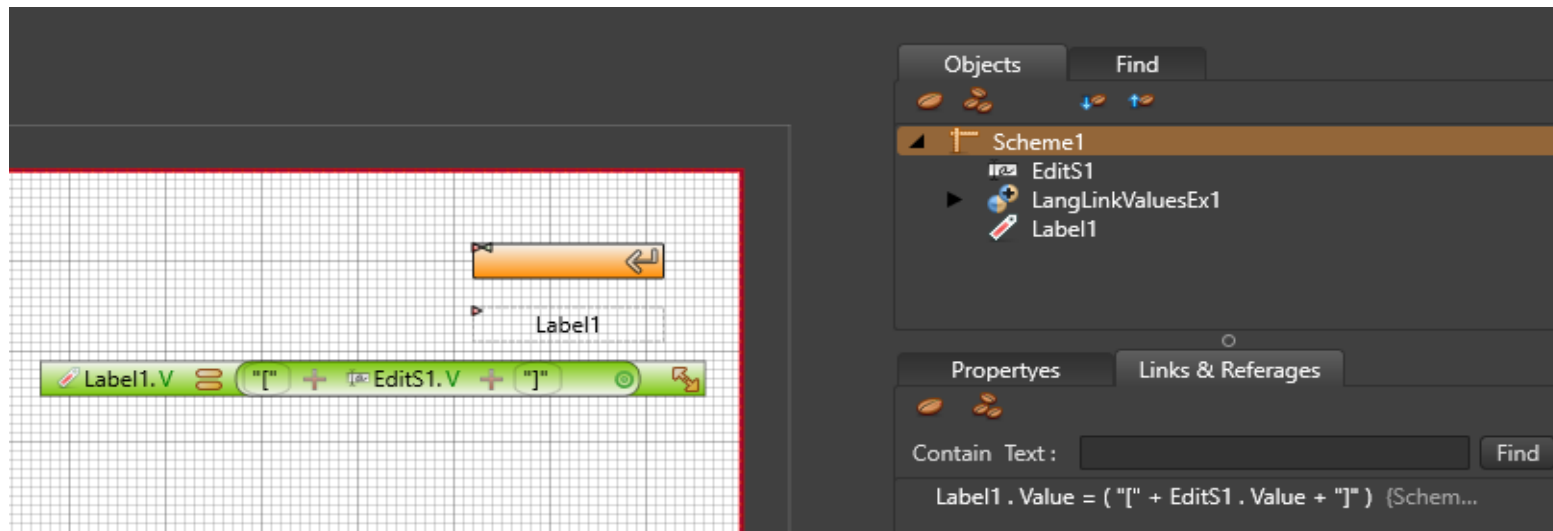 Objects Find
Scheme1
EditS1
LangLinkValuesEx1
Label1
Label1
Label1.V = ("[" + EditS1.V + "]")
Propertyes Links & Referages
Contain Text: Find
Label1 . Value = ( "[" + EditS1 . Value + "]" ) {Schem...